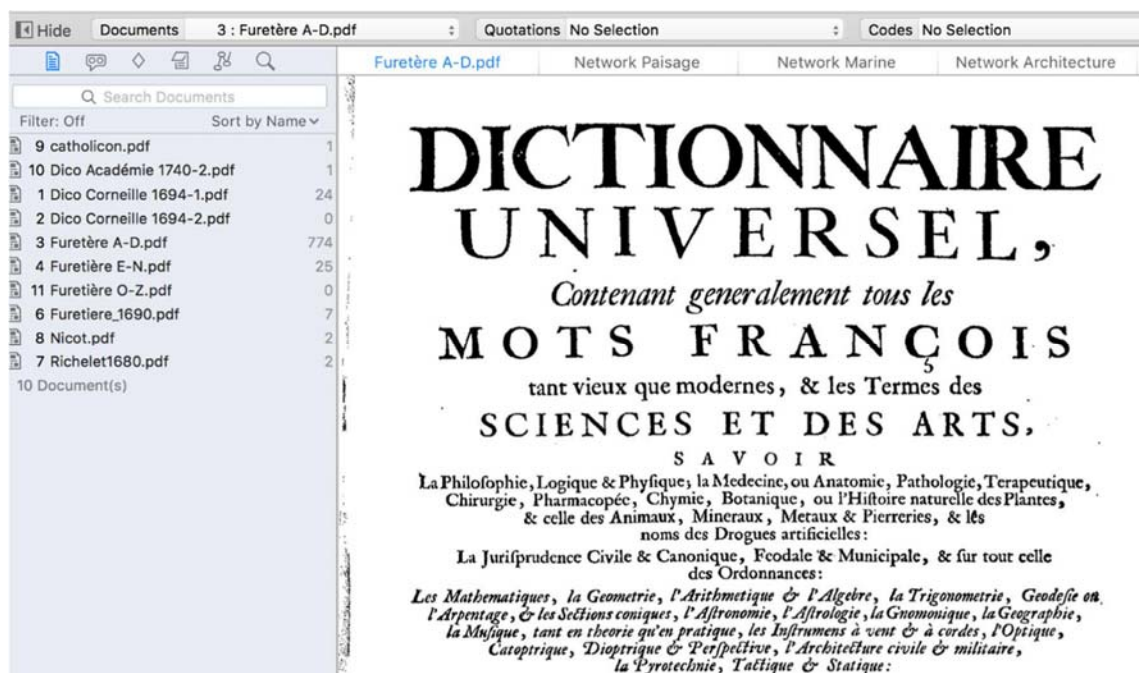 Hide Documents 3 : Furetère A-D.pdf Quotations No Selection Codes No Selection
Furetère A-D.pdf Network Paisage Network Marine Network Architecture
Search Documents
Filter: Off Sort by Name
9 catholicon.pdf 1
10 Dico Académie 1740-2.pdf 1
1 Dico Corneille 1694-1.pdf 24
2 Dico Corneille 1694-2.pdf 0
3 Furetère A-D.pdf 774
4 Furetière E-N.pdf 25
11 Furetière O-Z.pdf 0
6 Furetiere_1690.pdf 7
8 Nicot.pdf 2
7 Richelet1680.pdf 2
10 Document(s)
DICTIONNAIRE
UNIVERSEL,
Contenant generalement tous les
MOTS FRANÇOIS
tant vieux que modernes, & les Termes des
SCIENCES ET DES ARTS,
SAVOIR
La Philoſophie, Logique & Phyſique; la Medecine, ou Anatomie, Pathologie, Terapeutique,
Chirurgie, Pharmacopée, Chymie, Botanique, ou l'Hiſtoire naturelle des Plantes,
& celle des Animaux, Mineraux, Metaux & Pierreries, & les
noms des Drogues artificielles:
La Juriſprudence Civile & Canonique, Feodale & Municipale, & ſur tout celle
des Ordonnances:
Les Mathematiques, la Geometrie, l'Arithmetique & l'Algebre, la Trigonometrie, Geodeſie ou
l'Arpentage, & les Sections coniques, l'Aſtronomie, l'Aſtrologie, la Gnomonique, la Geographie,
la Muſique, tant en theorie qu'en pratique, les Inſtrumens à vent & à cordes, l'Optique,
Catoptrique, Dioptrique & Perſpective, l'Architecture civile & militaire,
la Pyrotechnie, Tactique & Statique: